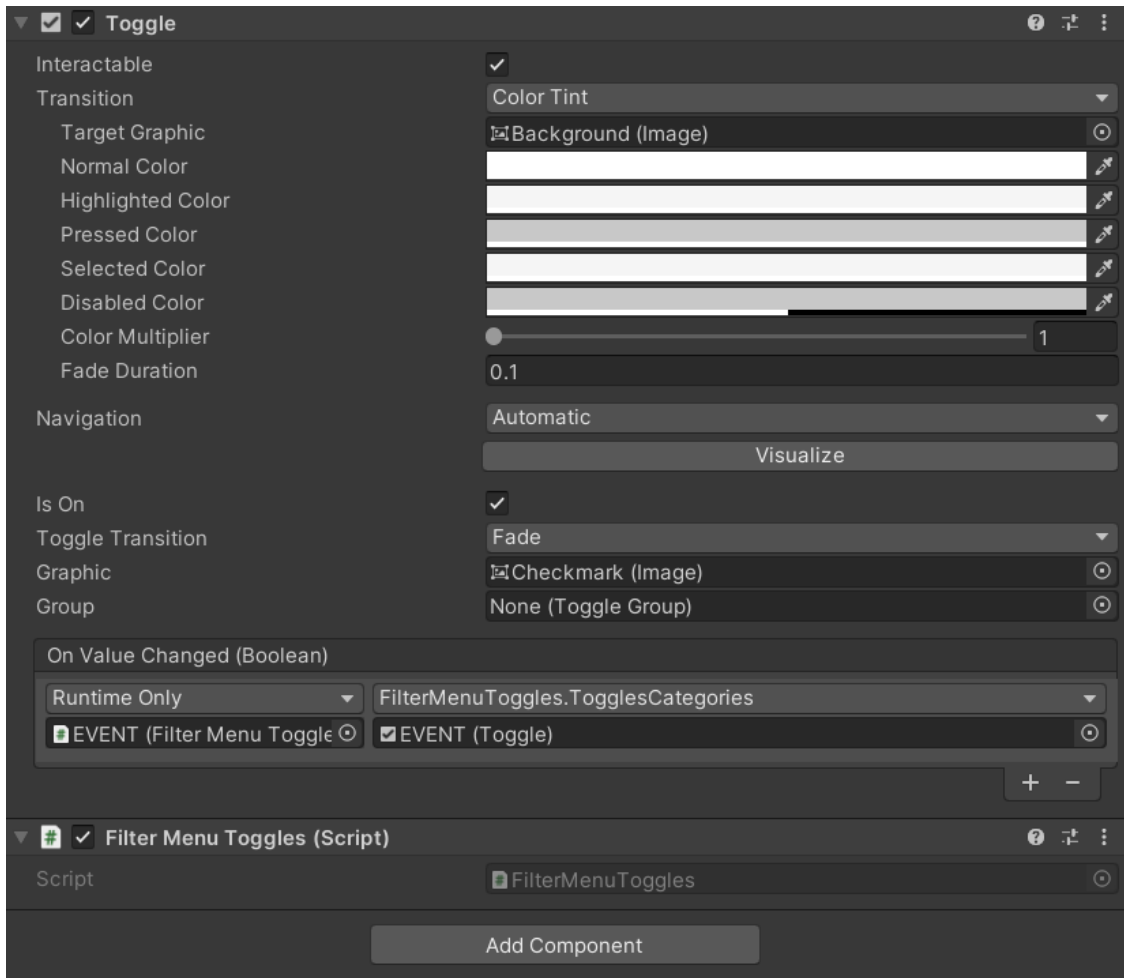 Toggle
Interactable
Transition Color Tint
Target Graphic Background (Image)
Normal Color
Highlighted Color
Pressed Color
Selected Color
Disabled Color
Color Multiplier 1
Fade Duration 0.1
Navigation Automatic
Visualize
Is On
Toggle Transition Fade
Graphic Checkmark (Image)
Group None (Toggle Group)
On Value Changed (Boolean)
Runtime Only FilterMenuToggles.TogglesCategories
EVENT (Filter Menu Toggle EVENT (Toggle)
+ −
# Filter Menu Toggles (Script)
Script FilterMenuToggles
Add Component